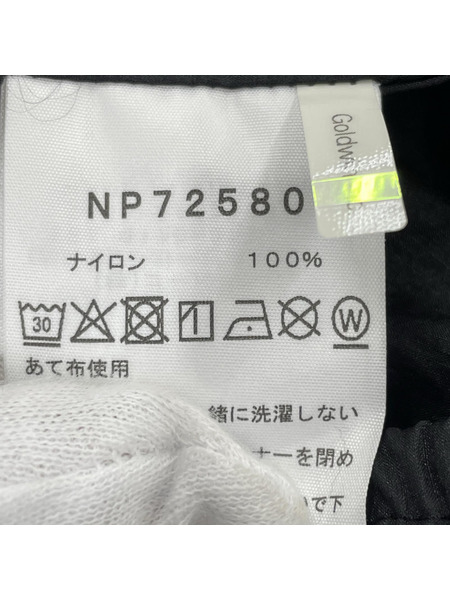 Goldw
NP72580
ナイロン 100%
30 W
あて布使用
緒に洗濯しない
ナーを閉め
で下